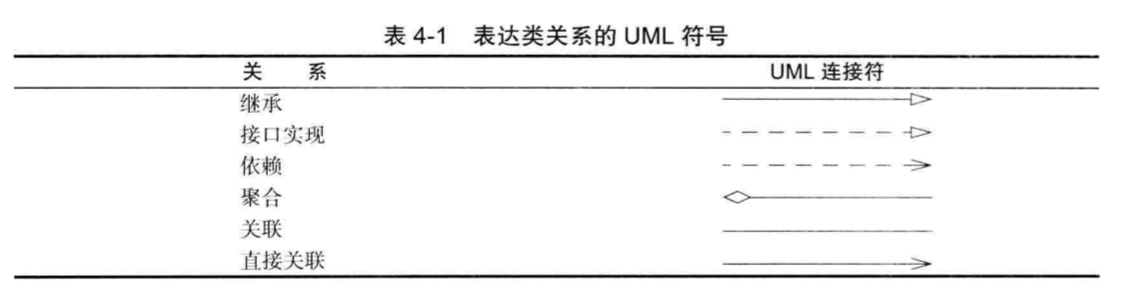 表 4-1 表达类关系的 UML 符号
关 系 UML 连接符
继承
接口实现
依赖
聚合
关联
直接关联